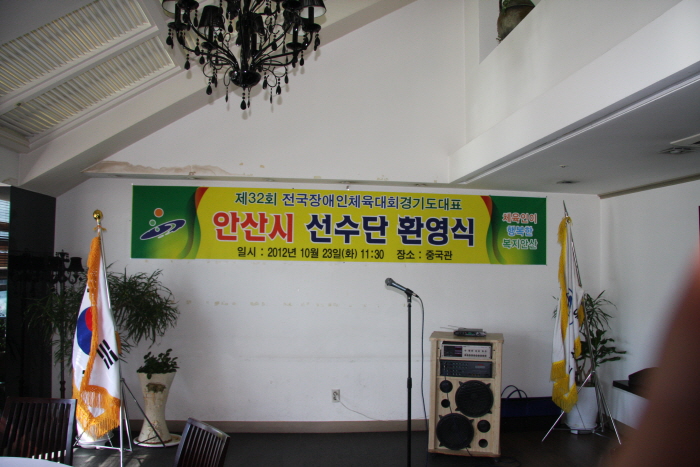 제32회 전국장애인체육대회경기도대표
안산시 선수단 환영식
일시 : 2012년 10월 23일(화) 11:30 장소 : 중국관
체육인이
행복한
복지안산